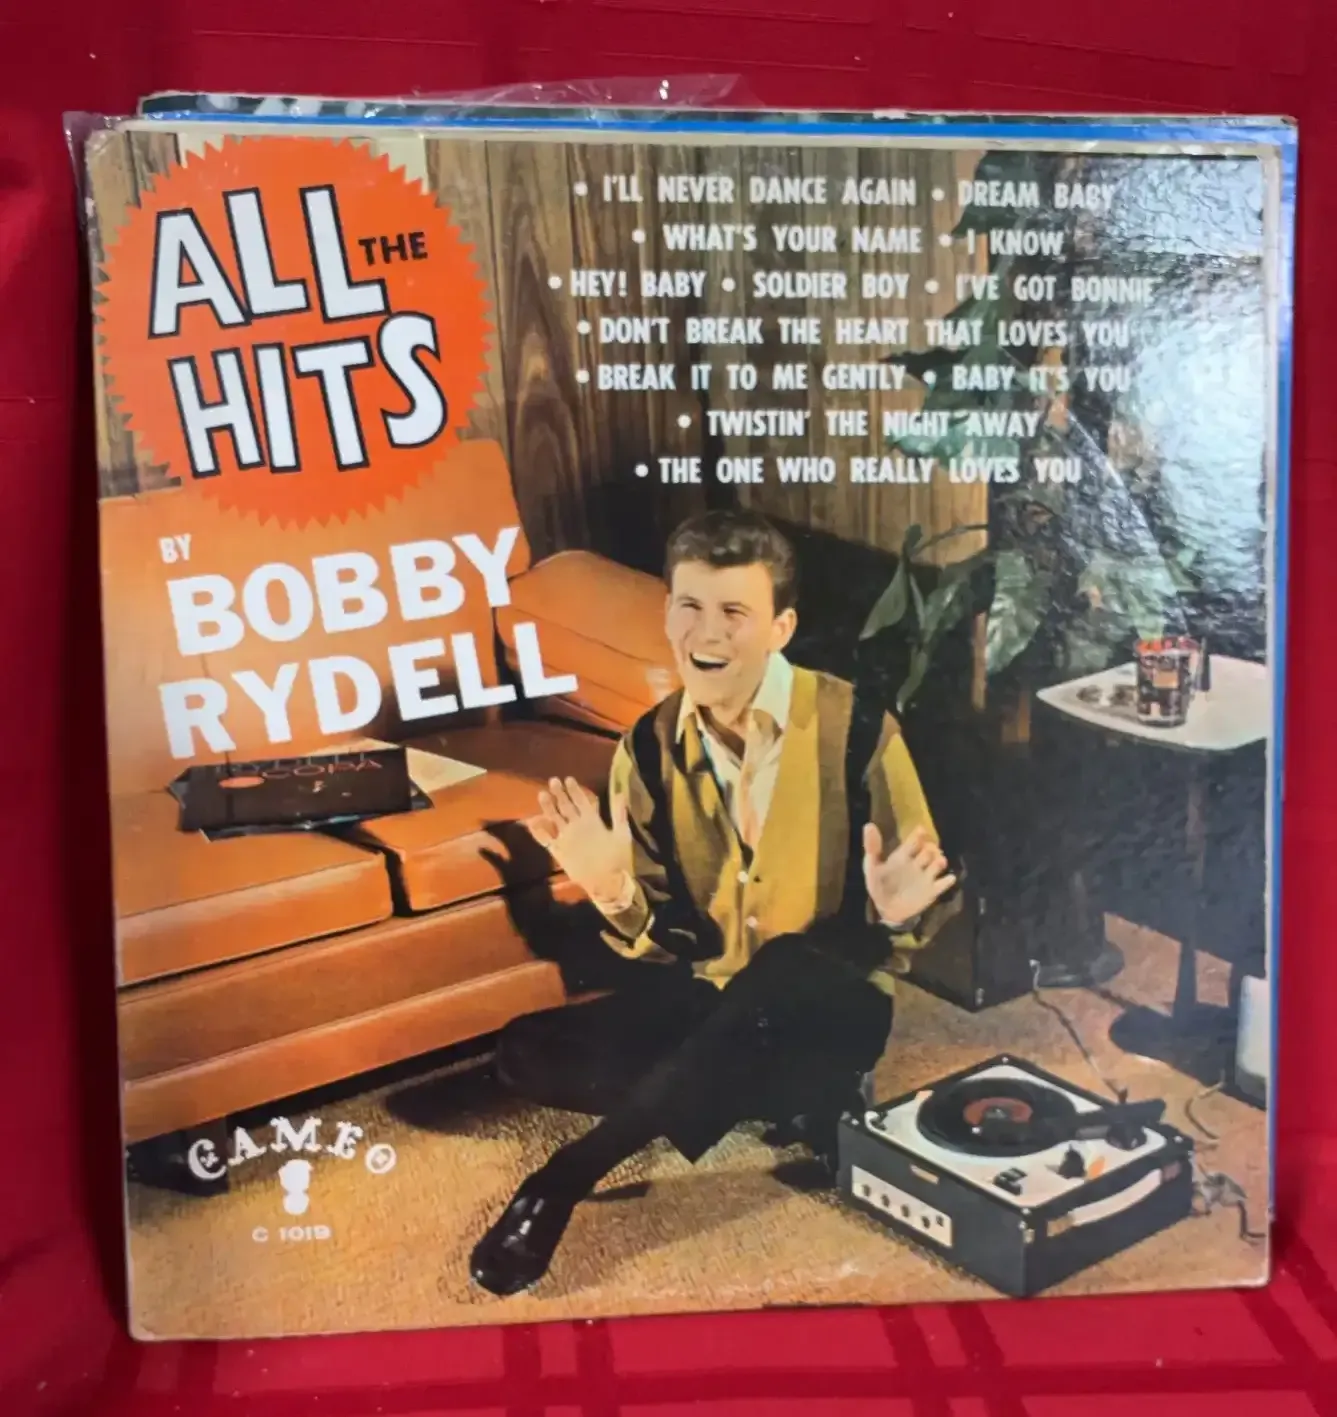 ALL THE
HITS
BY
BOBBY
RYDELL
• I'LL NEVER DANCE AGAIN • DREAM BABY
• WHAT'S YOUR NAME • I KNOW
• HEY! BABY • SOLDIER BOY • I'VE GOT BONNIE
• DON'T BREAK THE HEART THAT LOVES YOU
• BREAK IT TO ME GENTLY • BABY IT'S YOU
• TWISTIN' THE NIGHT AWAY
• THE ONE WHO REALLY LOVES YOU
COPA
CAMEO
C 1019